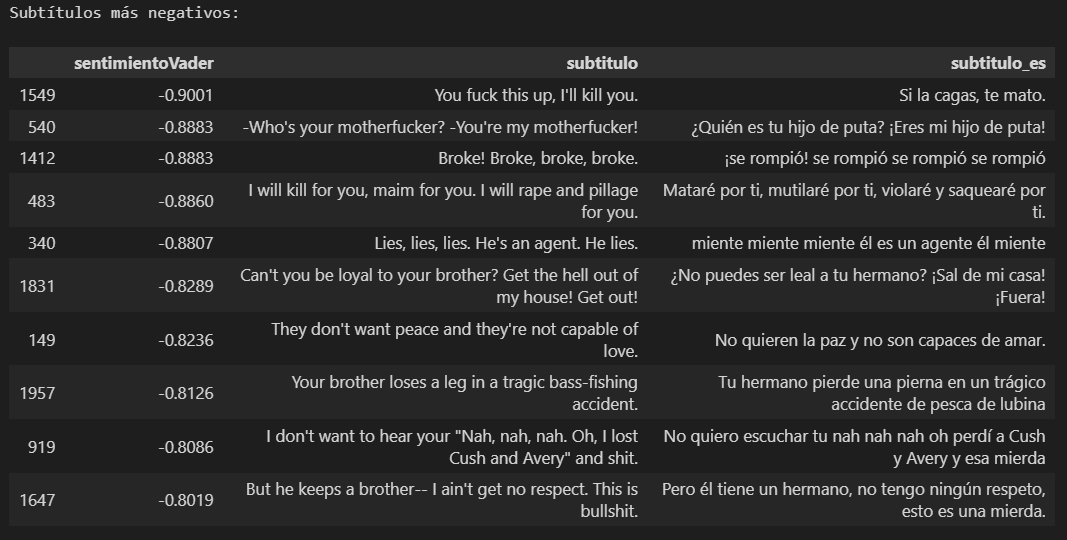 Subtítulos más negativos:
sentimientoVader subtitulo subtitulo_es
1549 -0.9001 You fuck this up, I'll kill you. Si la cagas, te mato.
540 -0.8883 -Who's your motherfucker? -You're my motherfucker! ¿Quién es tu hijo de puta? ¡Eres mi hijo de puta!
1412 -0.8883 Broke! Broke, broke, broke. ¡se rompió! se rompió se rompió se rompió
483 -0.8860 I will kill for you, maim for you. I will rape and pillage
for you. Mataré por ti, mutilaré por ti, violaré y saquearé por
ti.
340 -0.8807 Lies, lies, lies. He's an agent. He lies. miente miente miente él es un agente él miente
1831 -0.8289 Can't you be loyal to your brother? Get the hell out of
my house! Get out! ¿No puedes ser leal a tu hermano? ¡Sal de mi casa!
¡Fuera!
149 -0.8236 They don't want peace and they're not capable of
love. No quieren la paz y no son capaces de amar.
1957 -0.8126 Your brother loses a leg in a tragic bass-fishing
accident. Tu hermano pierde una pierna en un trágico
accidente de pesca de lubina
919 -0.8086 I don't want to hear your "Nah, nah, nah. Oh, I lost
Cush and Avery" and shit. No quiero escuchar tu nah nah nah oh perdí a Cush
y Avery y esa mierda
1647 -0.8019 But he keeps a brother-- I ain't get no respect. This is
bullshit. Pero él tiene un hermano, no tengo ningún respeto,
esto es una mierda.